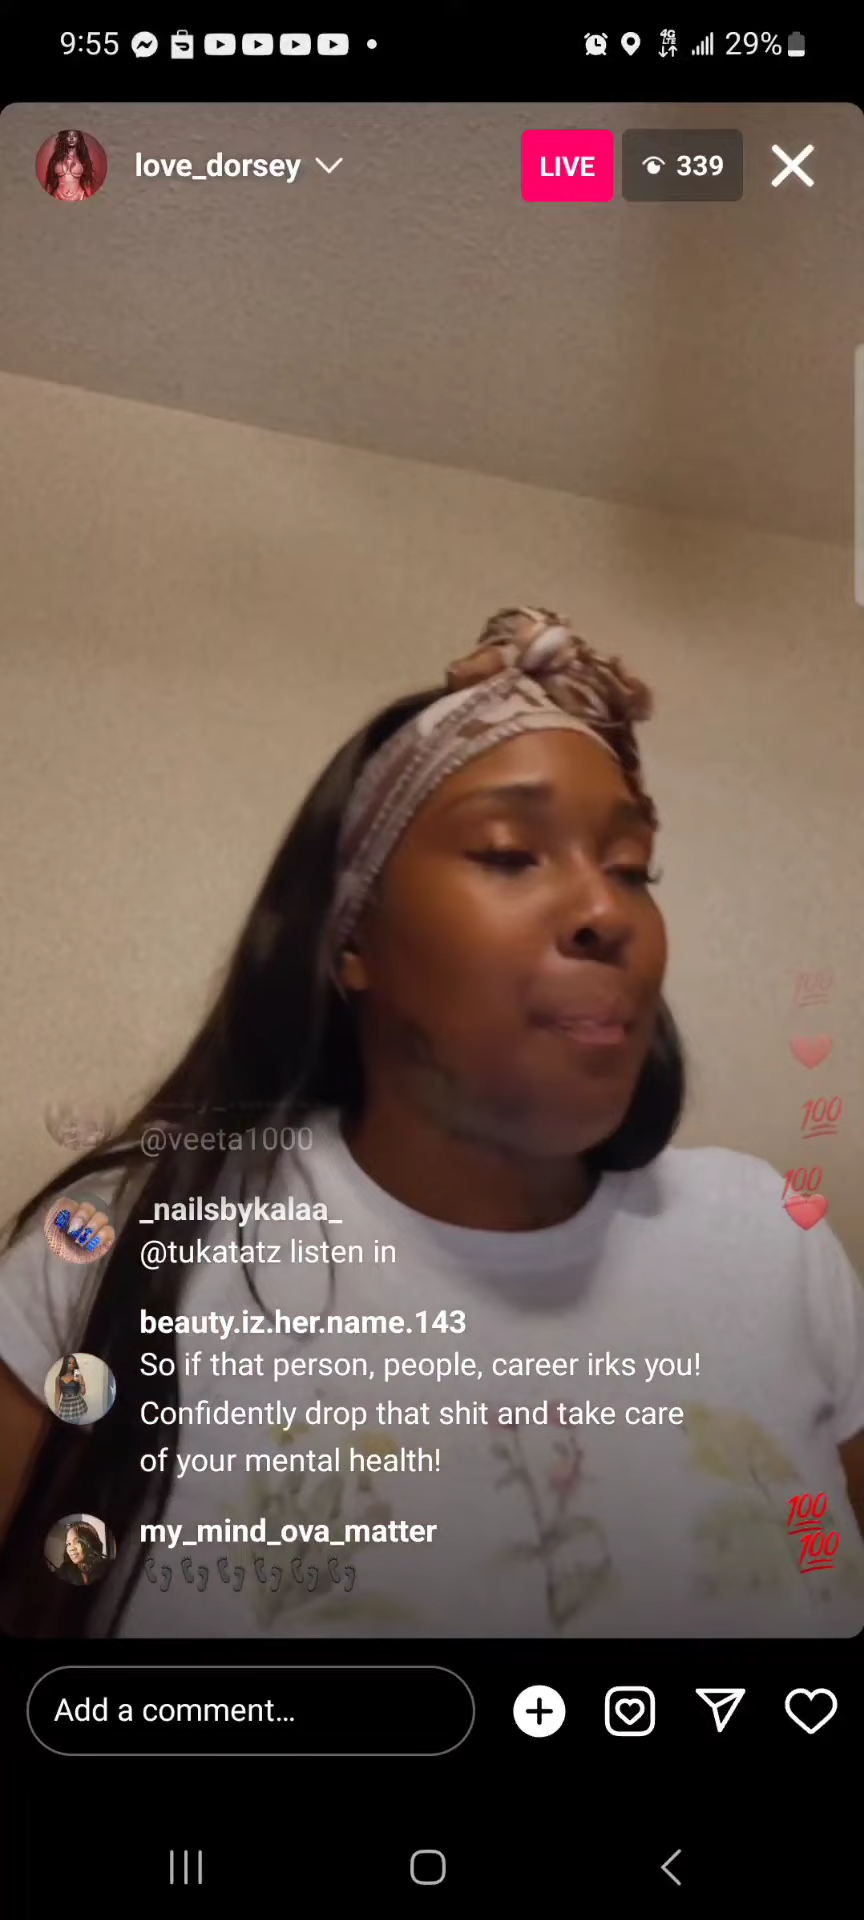 9:55
4G
LTE
29%
love_dorsey
LIVE
339
@veeta1000
_nailsbykalaa_
@tukatatz listen in
beauty.iz.her.name.143
So if that person, people, career irks you!
Confidently drop that shit and take care
of your mental health!
my_mind_ova_matter
👣👣👣👣👣👣
💯
💯
💯
💯
💯
Add a comment...